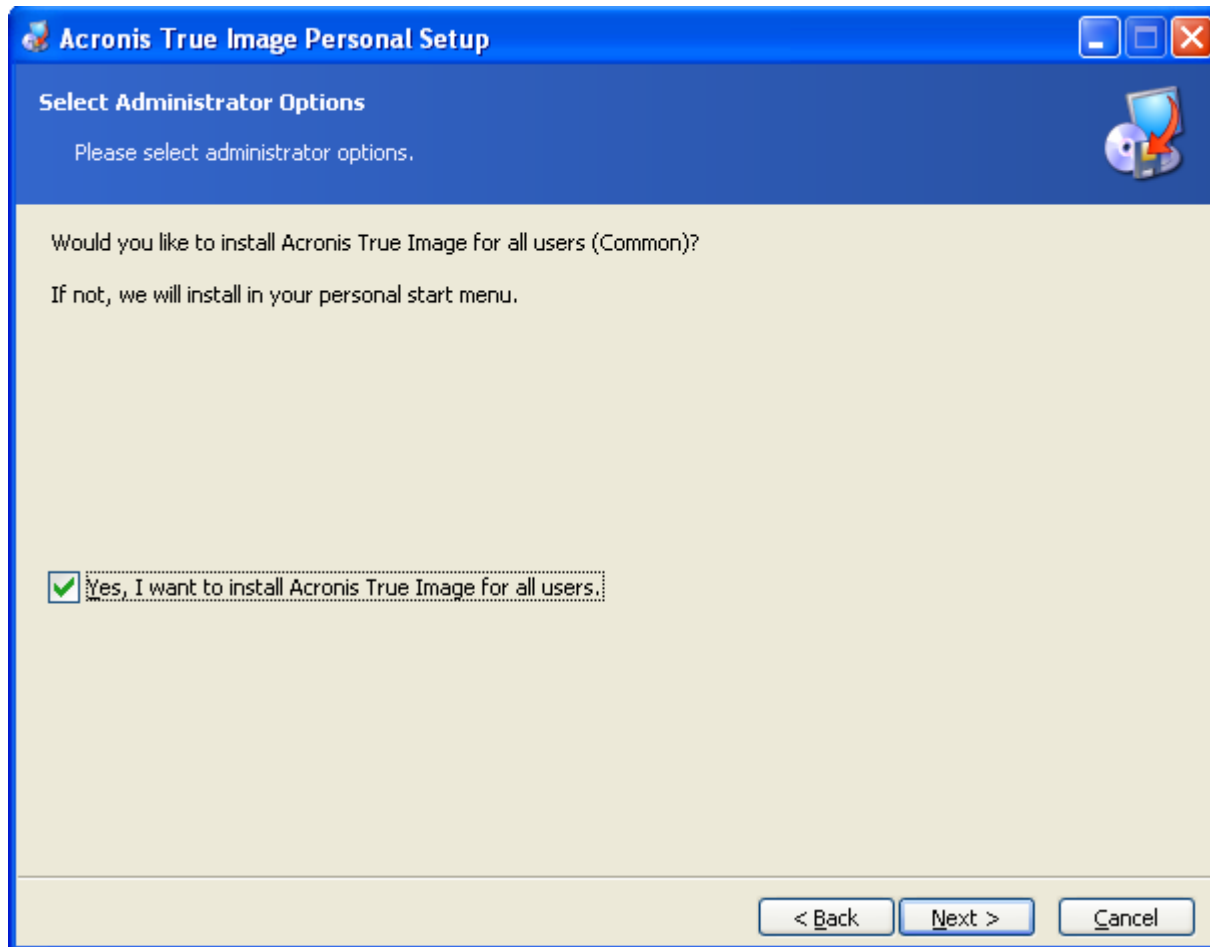 Acronis True Image Personal Setup
Select Administrator Options
Please select administrator options.
Would you like to install Acronis True Image for all users (Common)?
If not, we will install in your personal start menu.
Yes, I want to install Acronis True Image for all users.
< Back Next > Cancel